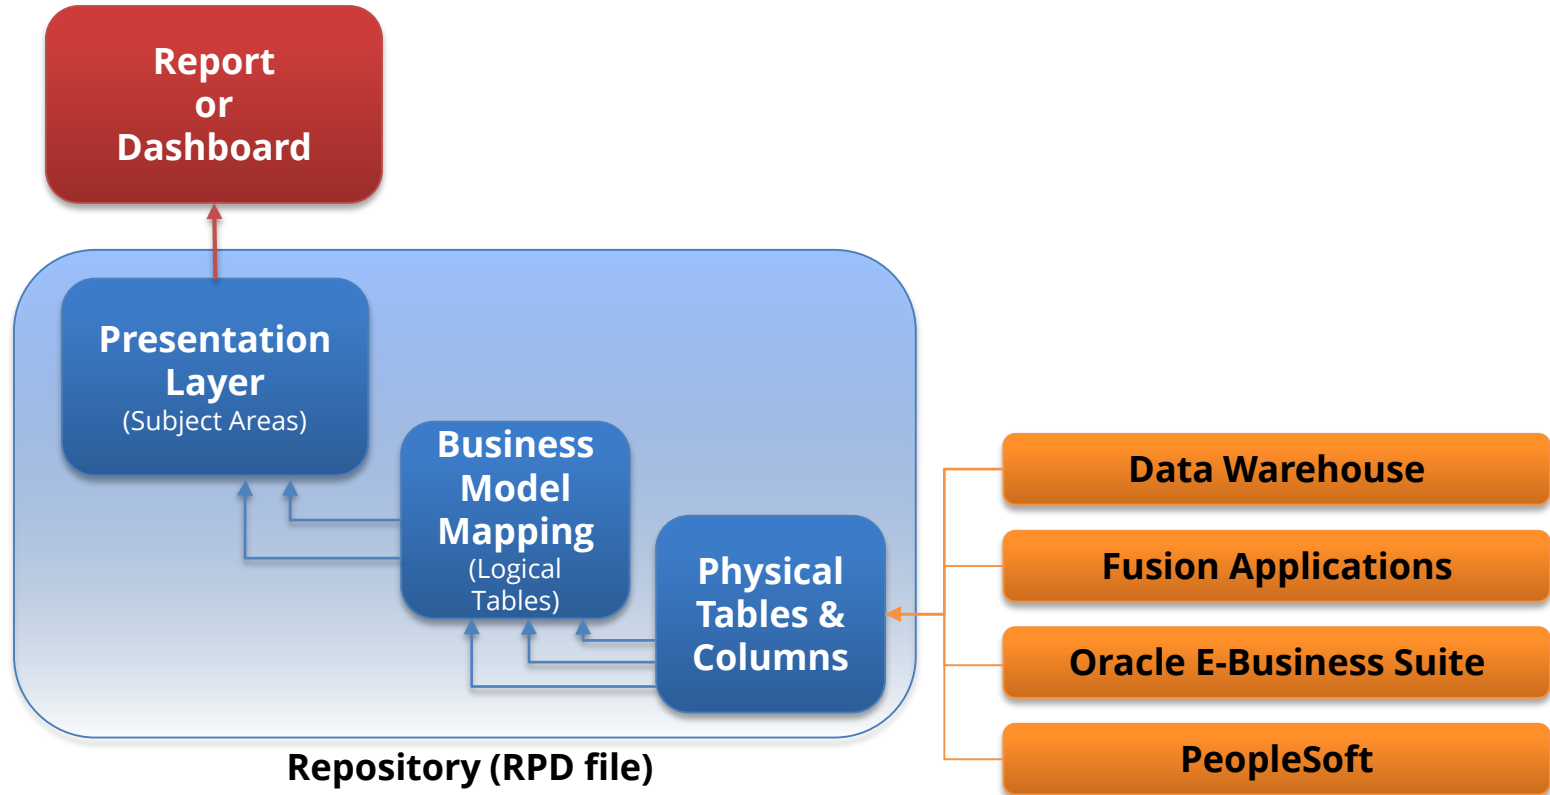 Report
or
Dashboard
Presentation
Layer
(Subject Areas)
Business
Model
Mapping
(Logical
Tables)
Physical
Tables &
Columns
Data Warehouse
Fusion Applications
Oracle E-Business Suite
PeopleSoft
Repository (RPD file)